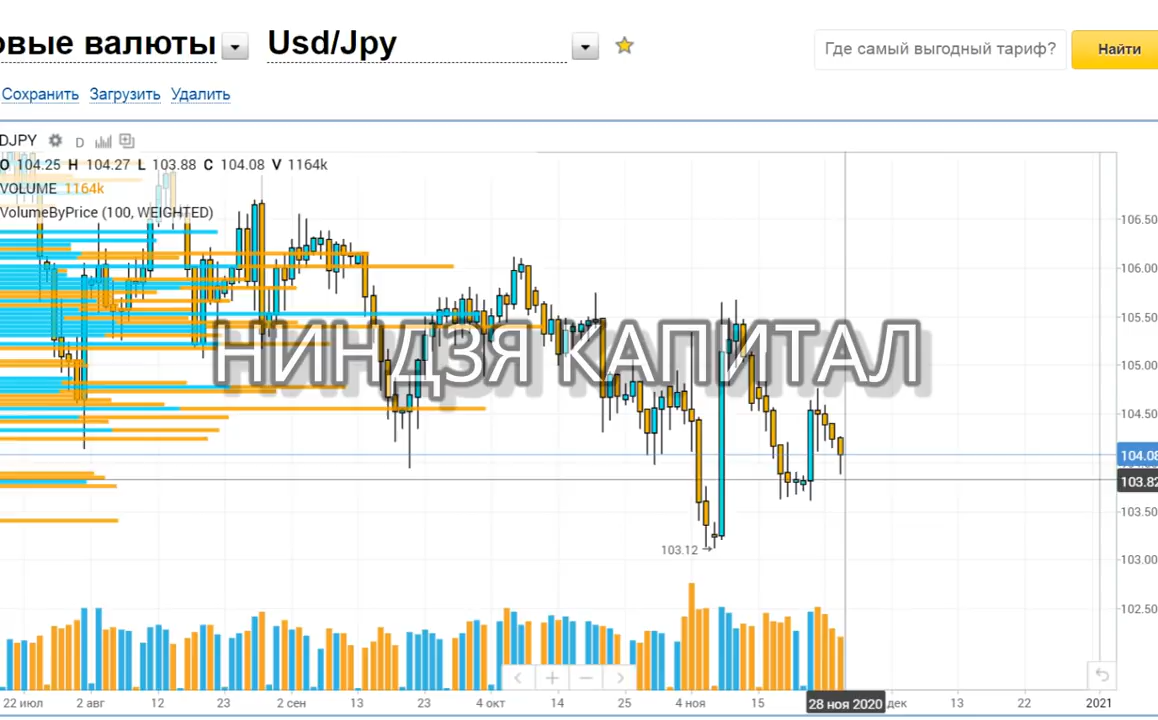 овые валюты Usd/Jpy Где самый выгодный тариф? Найти
Сохранить Загрузить Удалить
DJPY D
O 104.25 H 104.27 L 103.88 C 104.08 V 1164k
VOLUME 1164k
VolumeByPrice (100, WEIGHTED)
106.50
106.00
105.50
НИНДЗЯ КАПИТАЛ
105.00
104.50
104.08
103.82
103.50
103.12
103.00
102.50
22 июл 2 авг 12 23 2 сен 13 23 4 окт 14 25 4 ноя 15 28 ноя 2020 дек 13 22 2021